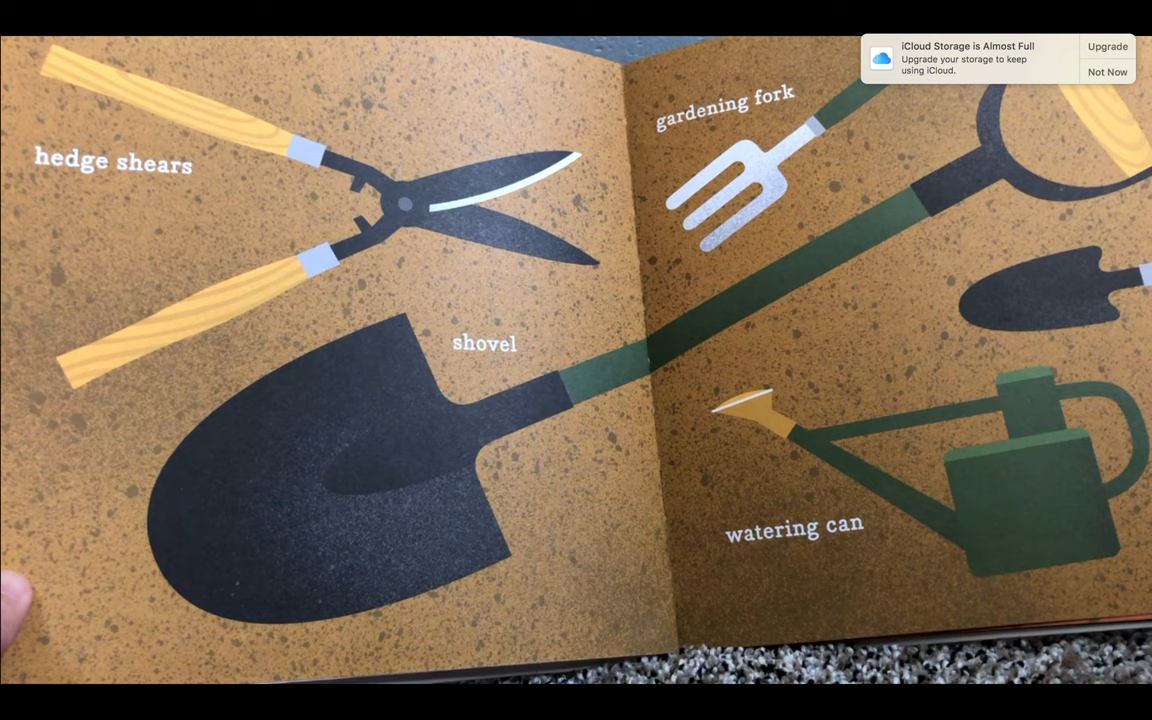 hedge shears
shovel
gardening fork
watering can
iCloud Storage is Almost Full
Upgrade your storage to keep
using iCloud.
Upgrade
Not Now